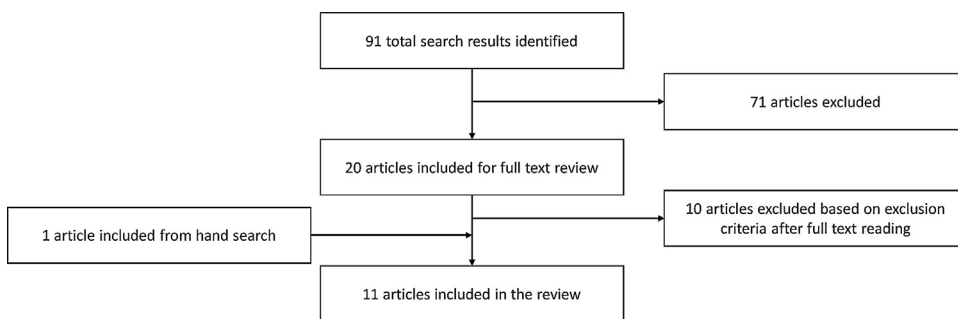 91 total search results identified
71 articles excluded
20 articles included for full text review
10 articles excluded based on exclusion
criteria after full text reading
1 article included from hand search
11 articles included in the review